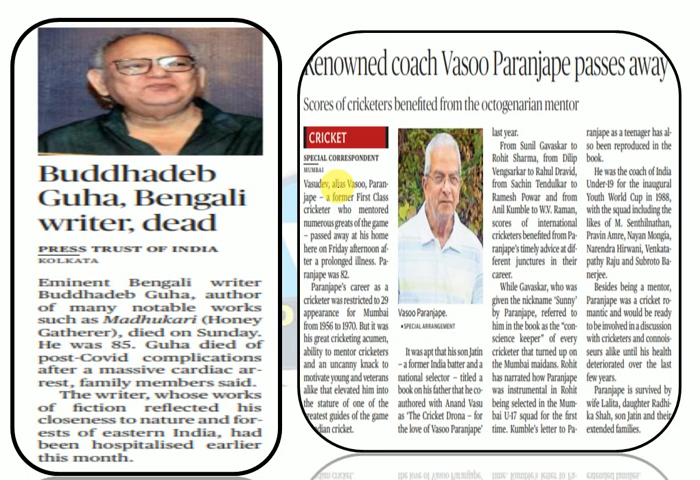 Buddhadeb
Guha, Bengali
writer, dead
PRESS TRUST OF INDIA
KOLKATA
Eminent Bengali writer
Buddhadeb Guha, author
of many notable works
such as Madhukari (Honey
Gatherer), died on Sunday.
He was 85. Guha died of
post-Covid complications
after a massive cardiac ar-
rest, family members said.
The writer, whose works
of fiction reflected his
closeness to nature and for-
ests of eastern India, had
been hospitalised earlier
this month.
Renowned coach Vasoo Paranjape passes away
Scores of cricketers benefited from the octogenarian mentor
CRICKET
SPECIAL CORRESPONDENT
MUMBAI
Vasudev, alias Vasoo, Paran-
jape – a former First Class
cricketer who mentored
numerous greats of the game
– passed away at his home
here on Friday afternoon af-
ter a prolonged illness. Pa-
ranjape was 82.
Paranjape's career as a
cricketer was restricted to 29
appearance for Mumbai
from 1956 to 1970. But it was
his great cricketing acumen,
ability to mentor cricketers
and an uncanny knack to
motivate young and veterans
alike that elevated him into
the stature of one of the
greatest guides of the game
dian cricket.
Vasoo Paranjape.
•SPECIAL ARRANGEMENT
It was apt that his son Jatin
– a former India batter and a
national selector – titled a
book on his father that he co-
authored with Anand Vasu
as 'The Cricket Drona – for
the love of Vasoo Paranjape'
last year.
From Sunil Gavaskar to
Rohit Sharma, from Dilip
Vengsarkar to Rahul Dravid,
from Sachin Tendulkar to
Ramesh Powar and from
Anil Kumble to W.V. Raman,
scores of international
cricketers benefited from Pa-
ranjape's timely advice at dif-
ferent junctures in their
career.
While Gavaskar, who was
given the nickname 'Sunny'
by Paranjape, referred to
him in the book as the "con-
science keeper" of every
cricketer that turned up on
the Mumbai maidans. Rohit
has narrated how Paranjape
was instrumental in Rohit
being selected in the Mum-
bai U-17 squad for the first
time. Kumble's letter to Pa-
ranjape as a teenager has al-
so been reproduced in the
book.
He was the coach of India
Under-19 for the inaugural
Youth World Cup in 1988,
with the squad including the
likes of M. Senthilnathan,
Pravin Amre, Nayan Mongia,
Narendra Hirwani, Venkata-
pathy Raju and Subroto Ba-
nerjee.
Besides being a mentor,
Paranjape was a cricket ro-
mantic and would be ready
to be involved in a discussion
with cricketers and connois-
seurs alike until his health
deteriorated over the last
few years.
Paranjape is survived by
wife Lalita, daughter Radhi-
ka Shah, son Jatin and their
extended families.